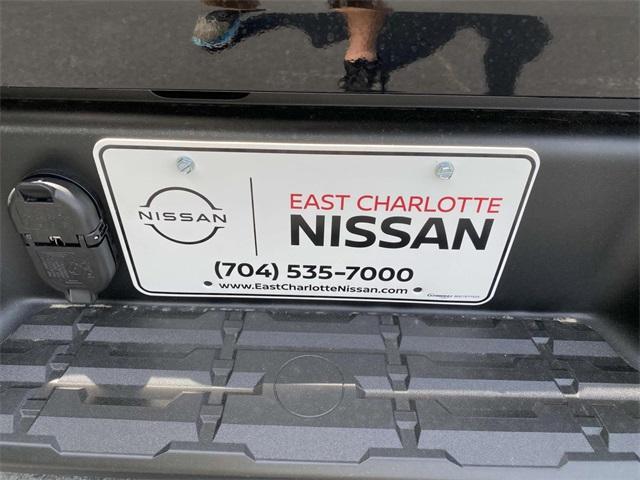 NISSAN
EAST CHARLOTTE
NISSAN
(704) 535-7000
www.EastCharlotteNissan.com